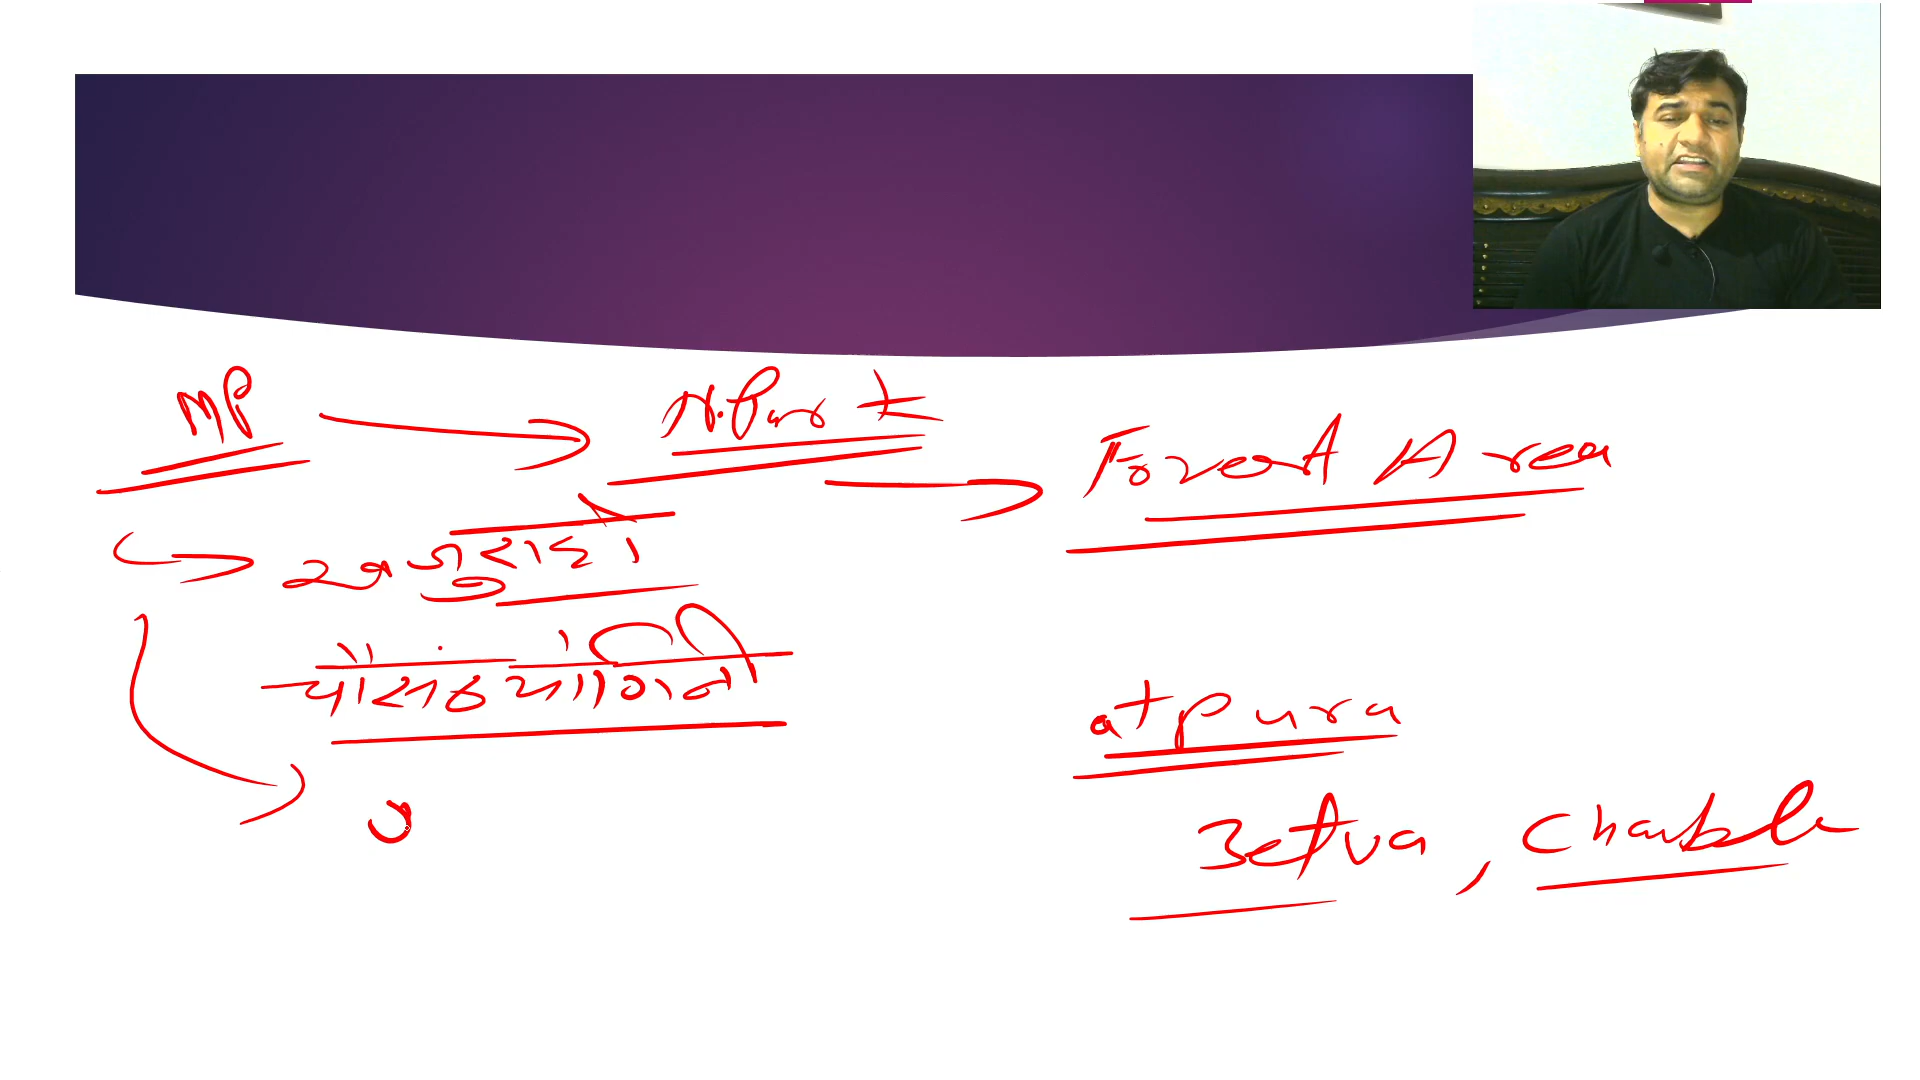 MP N. Park
Forest Area
खजुराहो
चौसठ योगिनी
atpura
Betva, Chambal